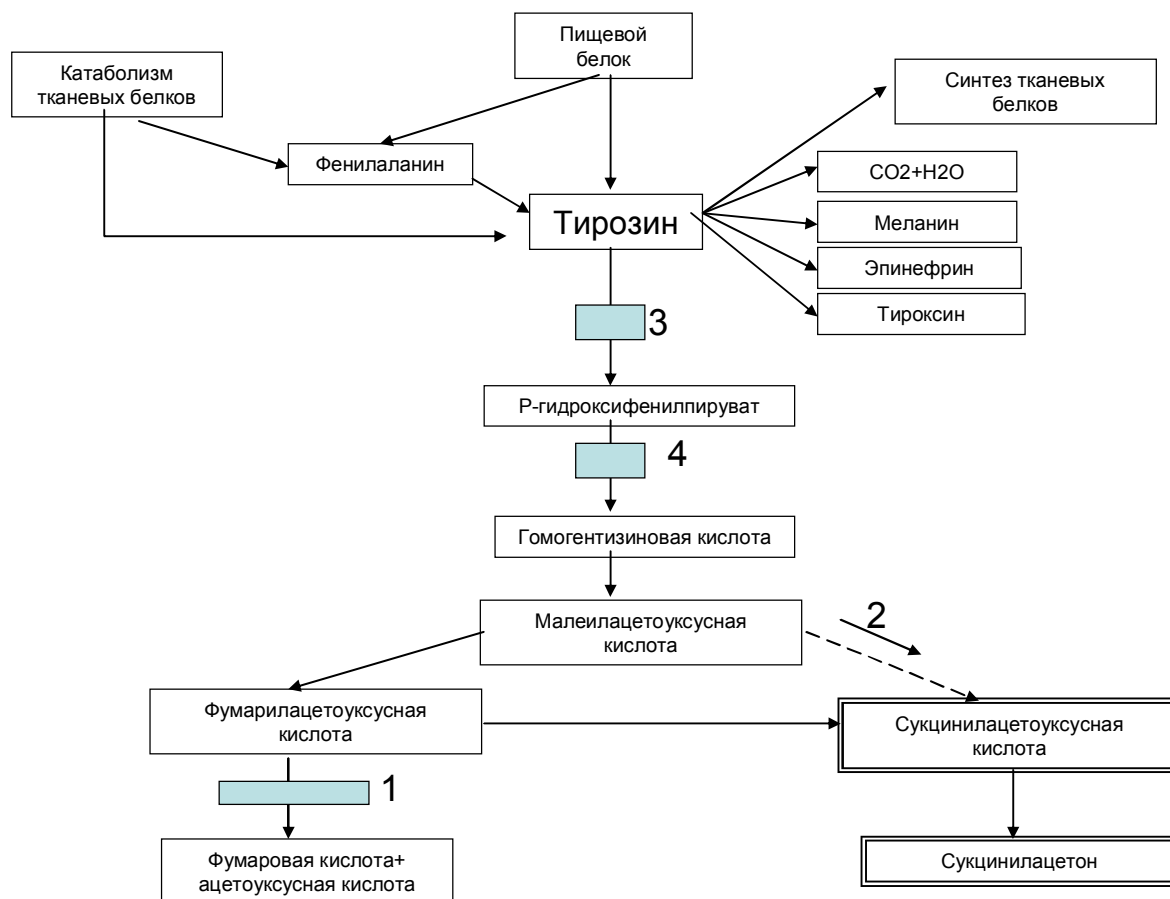 Пищевой
белок
Катаболизм
тканевых белков
Синтез тканевых
белков
Фенилаланин
CO2+H2O
Тирозин
Меланин
Эпинефрин
Тироксин
3
Р-гидроксифенилпируват
4
Гомогентизиновая кислота
Малеилацетоуксусная
кислота
2
Фумарилацетоуксусная
кислота
Сукцинилацетоуксусная
кислота
1
Фумаровая кислота+
ацетоуксусная кислота
Сукцинилацетон